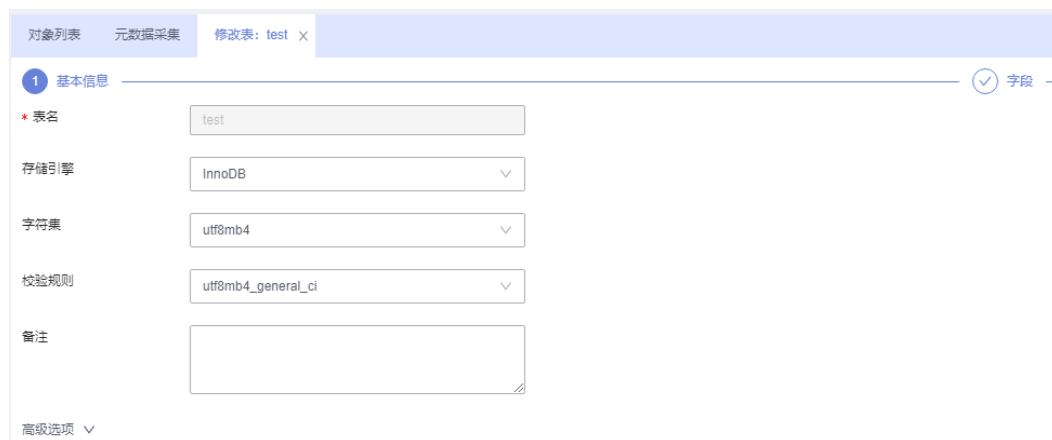 对象列表 元数据采集 修改表：test
1 基本信息 字段
* 表名 test
存储引擎 InnoDB
字符集 utf8mb4
校验规则 utf8mb4_general_ci
备注
高级选项